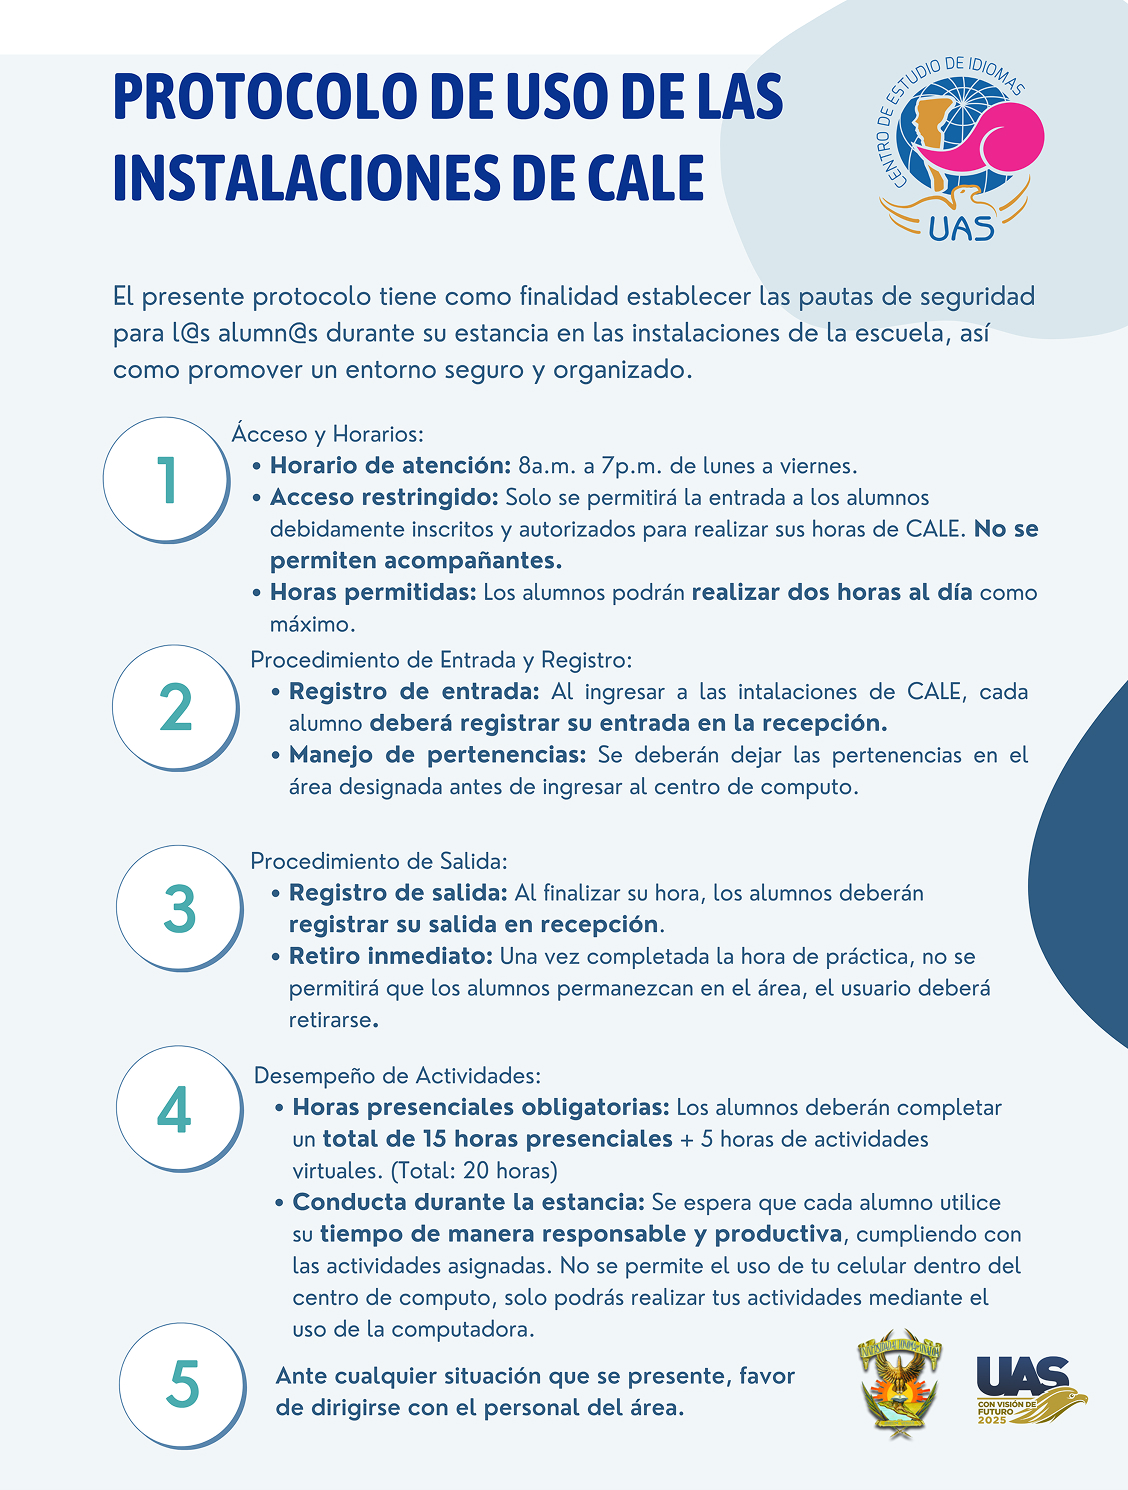 PROTOCOLO DE USO DE LAS
INSTALACIONES DE CALE
CENTRO DE ESTUDIO DE IDIOMAS
UAS
El presente protocolo tiene como finalidad establecer las pautas de seguridad
para l@s alumn@s durante su estancia en las instalaciones de la escuela, así
como promover un entorno seguro y organizado.
1
Ácceso y Horarios:
• Horario de atención: 8a.m. a 7p.m. de lunes a viernes.
• Acceso restringido: Solo se permitirá la entrada a los alumnos
debidamente inscritos y autorizados para realizar sus horas de CALE. No se
permiten acompañantes.
• Horas permitidas: Los alumnos podrán realizar dos horas al día como
máximo.
2
Procedimiento de Entrada y Registro:
• Registro de entrada: Al ingresar a las intalaciones de CALE, cada
alumno deberá registrar su entrada en la recepción.
• Manejo de pertenencias: Se deberán dejar las pertenencias en el
área designada antes de ingresar al centro de computo.
3
Procedimiento de Salida:
• Registro de salida: Al finalizar su hora, los alumnos deberán
registrar su salida en recepción.
• Retiro inmediato: Una vez completada la hora de práctica, no se
permitirá que los alumnos permanezcan en el área, el usuario deberá
retirarse.
4
Desempeño de Actividades:
• Horas presenciales obligatorias: Los alumnos deberán completar
un total de 15 horas presenciales + 5 horas de actividades
virtuales. (Total: 20 horas)
• Conducta durante la estancia: Se espera que cada alumno utilice
su tiempo de manera responsable y productiva, cumpliendo con
las actividades asignadas. No se permite el uso de tu celular dentro del
centro de computo, solo podrás realizar tus actividades mediante el
uso de la computadora.
5
Ante cualquier situación que se presente, favor
de dirigirse con el personal del área.
UAS
CON VISIÓN DE
FUTURO
2025